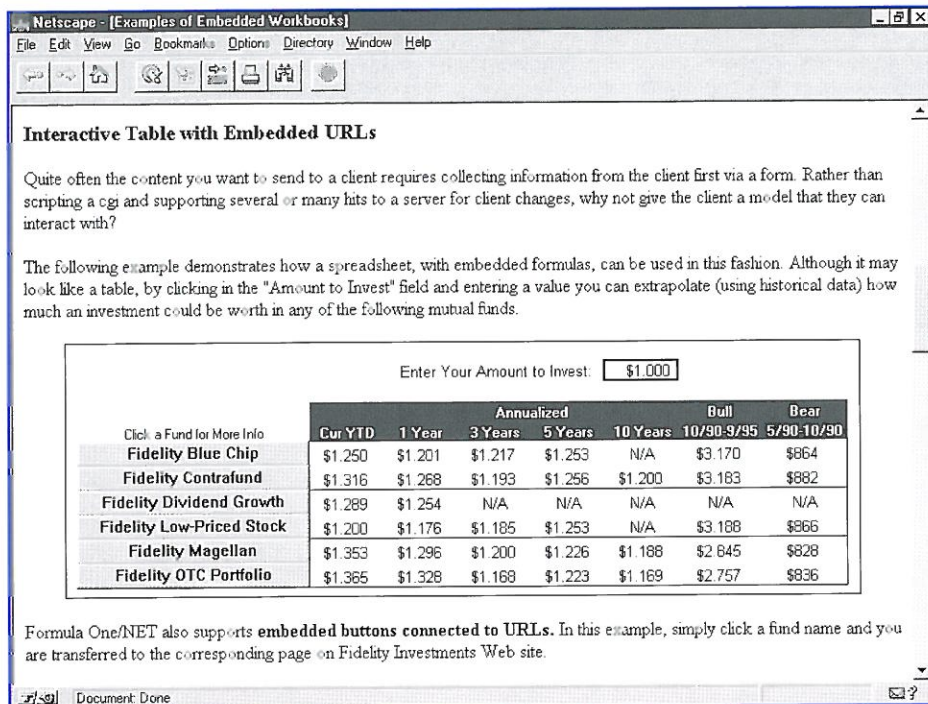 Netscape - [Examples of Embedded Workbooks]
File Edit View Go Bookmarks Options Directory Window Help
Interactive Table with Embedded URLs
Quite often the content you want to send to a client requires collecting information from the client first via a form. Rather than
scripting a cgi and supporting several or many hits to a server for client changes, why not give the client a model that they can
interact with?
The following example demonstrates how a spreadsheet, with embedded formulas, can be used in this fashion. Although it may
look like a table, by clicking in the "Amount to Invest" field and entering a value you can extrapolate (using historical data) how
much an investment could be worth in any of the following mutual funds.
Enter Your Amount to Invest: $1.000
Annualized Bull Bear
Click a Fund for More Info Cur YTD 1 Year 3 Years 5 Years 10 Years 10/90-9/95 5/90-10/90
Fidelity Blue Chip $1.250 $1.201 $1.217 $1.253 N/A $3.170 $864
Fidelity Contrafund $1.316 $1.268 $1.193 $1.256 $1.200 $3.183 $882
Fidelity Dividend Growth $1.289 $1.254 N/A N/A N/A N/A N/A
Fidelity Low-Priced Stock $1.200 $1.176 $1.185 $1.253 N/A $3.188 $866
Fidelity Magellan $1.353 $1.296 $1.200 $1.226 $1.188 $2.845 $828
Fidelity OTC Portfolio $1.365 $1.328 $1.168 $1.223 $1.169 $2.757 $836
Formula One/NET also supports embedded buttons connected to URLs. In this example, simply click a fund name and you
are transferred to the corresponding page on Fidelity Investments Web site.
Document: Done